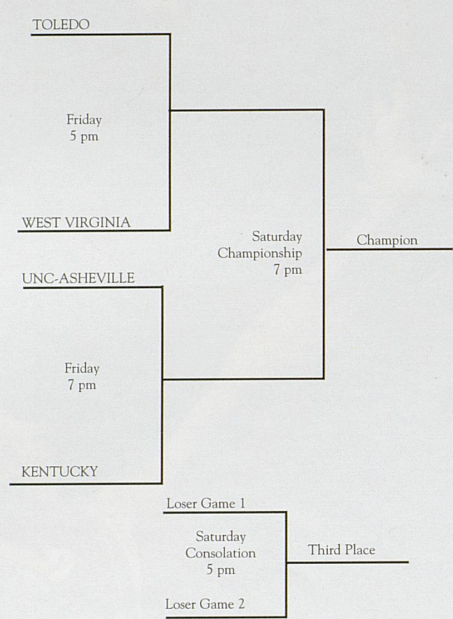 TOLEDO
Friday
5 pm
WEST VIRGINIA
Saturday
Championship
7 pm
Champion
UNC-ASHEVILLE
Friday
7 pm
KENTUCKY
Loser Game 1
Saturday
Consolation
5 pm
Third Place
Loser Game 2